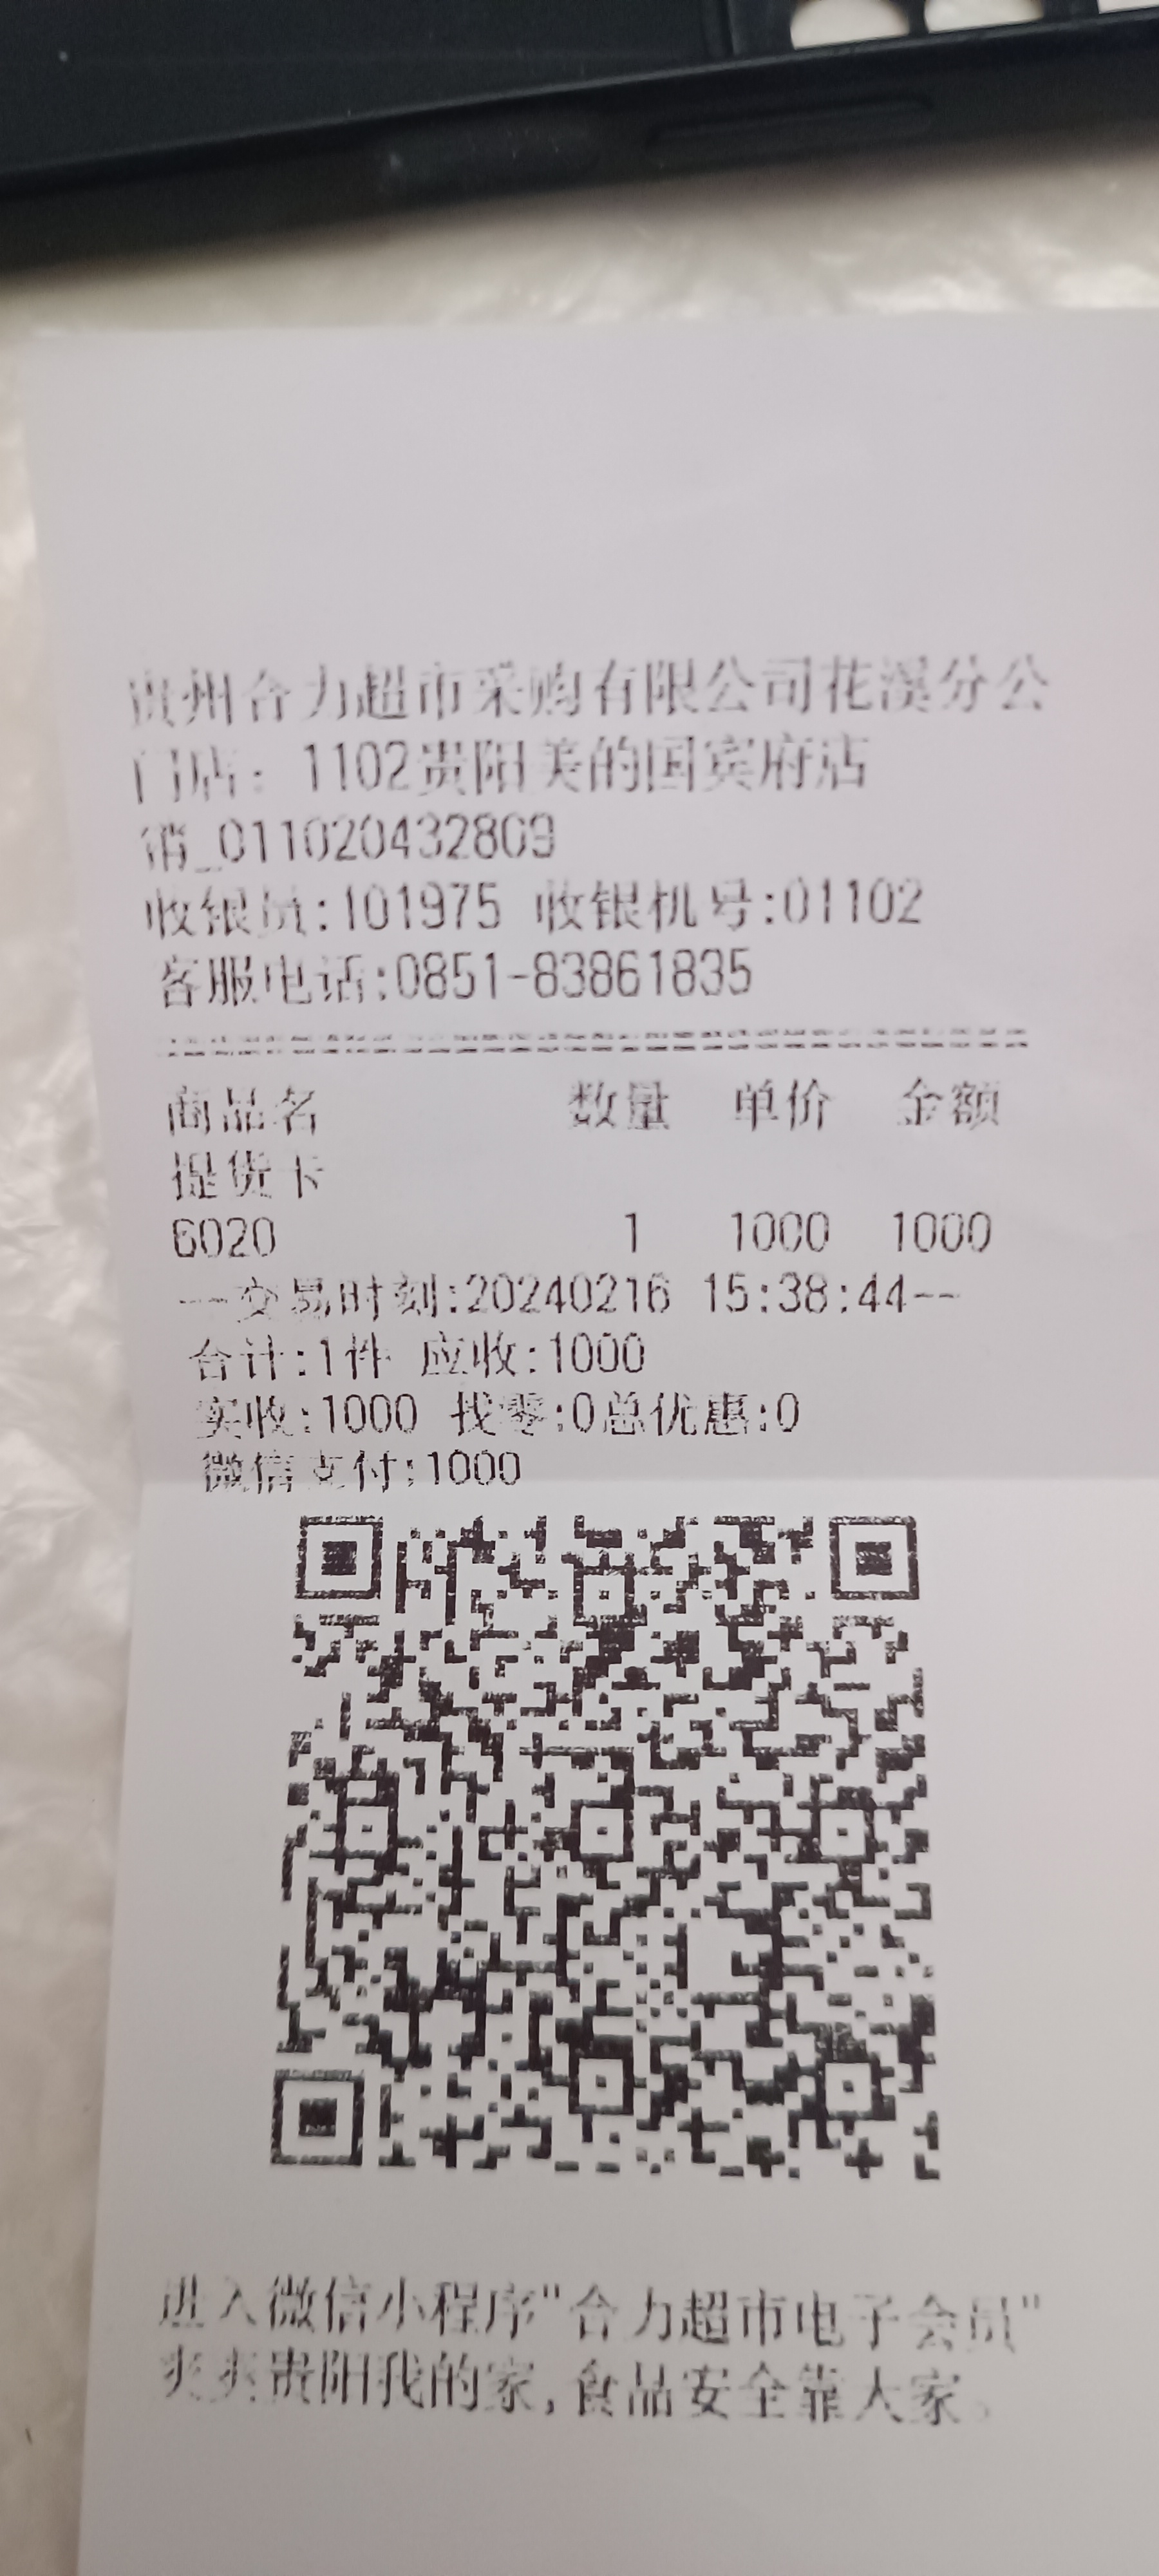 贵州合力超市采购有限公司花溪分公
门店：1102贵阳美的国宾府店
销_011020432809
收银员:101975 收银机号:01102
客服电话:0851-83861835
商品名 数量 单价 金额
提货卡
6020 1 1000 1000
--交易时刻:20240216 15:38:44--
合计:1件 应收:1000
实收:1000 找零:0总优惠:0
微信支付:1000
进入微信小程序"合力超市电子会员"
爽爽贵阳我的家,食品安全靠大家。